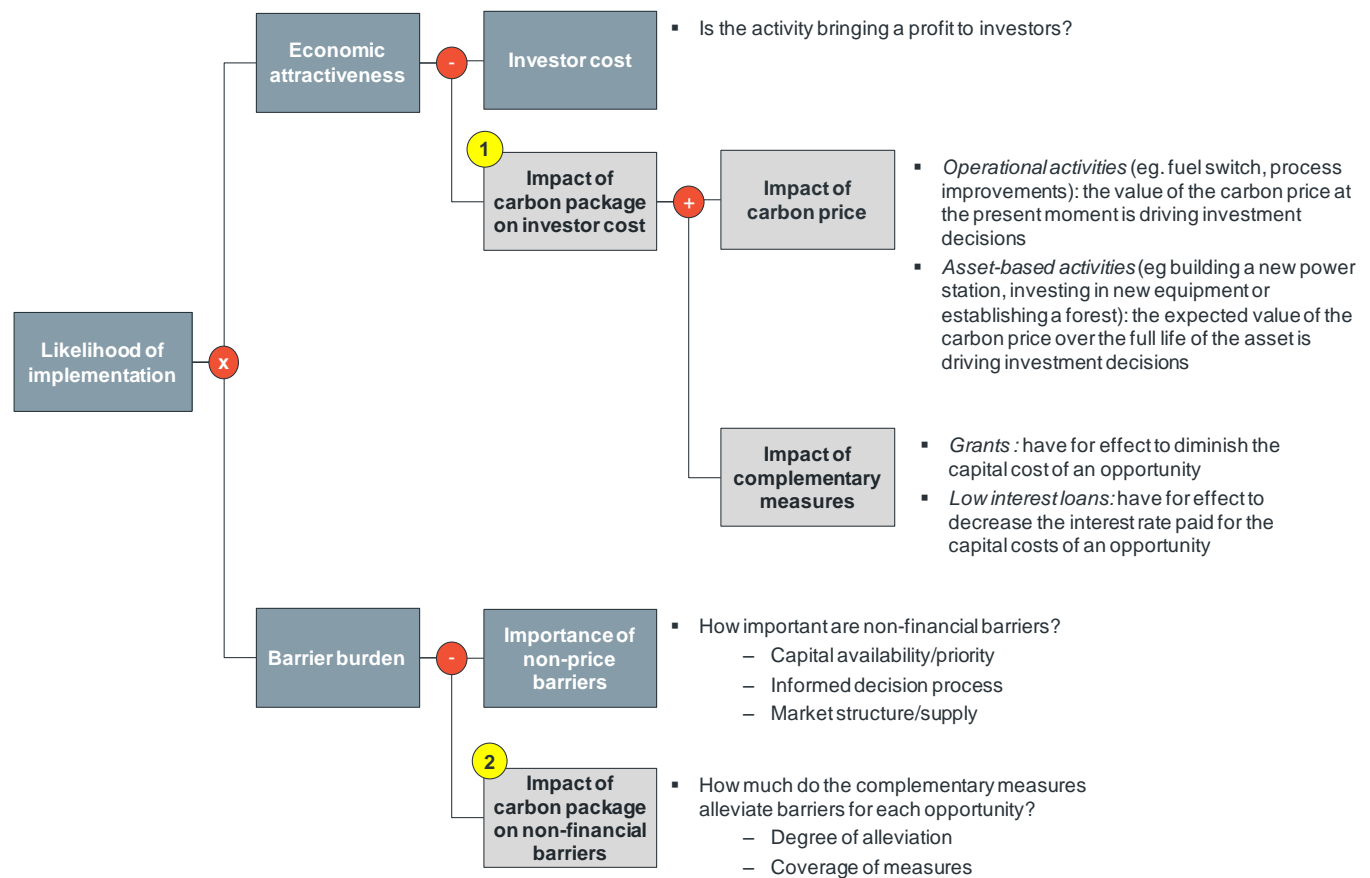 Economic
attractiveness
-
Investor cost
▪ Is the activity bringing a profit to investors?
1
Impact of
carbon package
on investor cost
+
Impact of
carbon price
▪ Operational activities (eg. fuel switch, process
improvements): the value of the carbon price at
the present moment is driving investment
decisions
▪ Asset-based activities (eg building a new power
station, investing in new equipment or
establishing a forest): the expected value of the
carbon price over the full life of the asset is
driving investment decisions
Likelihood of
implementation
x
Impact of
complementary
measures
▪ Grants : have for effect to diminish the
capital cost of an opportunity
▪ Low interest loans: have for effect to
decrease the interest rate paid for the
capital costs of an opportunity
Barrier burden
-
Importance of
non-price
barriers
▪ How important are non-financial barriers?
– Capital availability/priority
– Informed decision process
– Market structure/supply
2
Impact of
carbon package
on non-financial
barriers
▪ How much do the complementary measures
alleviate barriers for each opportunity?
– Degree of alleviation
– Coverage of measures